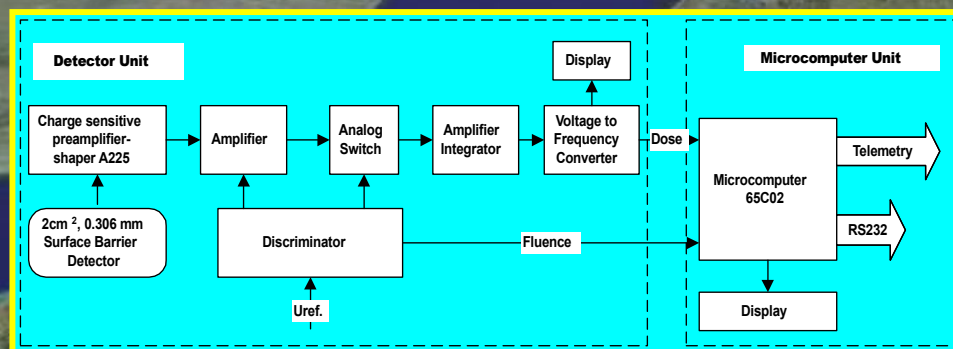 Detector Unit
Microcomputer Unit
Display
Charge sensitive
preamplifier-
shaper A225
Amplifier
Analog
Switch
Amplifier
Integrator
Voltage to
Frequency
Converter
Dose
Microcomputer
65C02
Telemetry
RS232
2cm ², 0.306 mm
Surface Barrier
Detector
Discriminator
Fluence
Uref.
Display